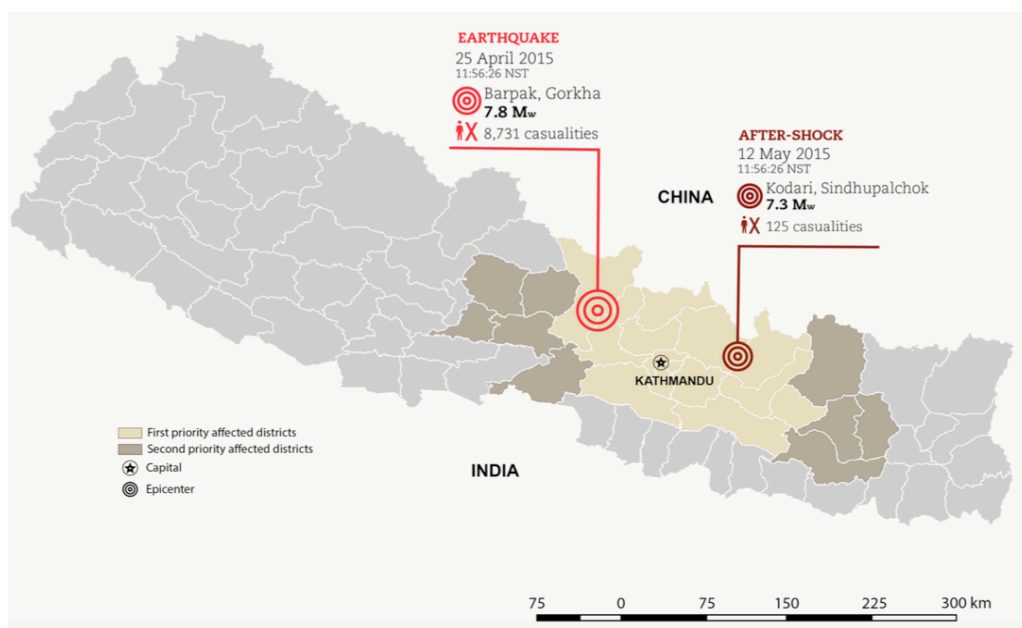 EARTHQUAKE
25 April 2015
11:56:26 NST
Barpak, Gorkha
7.8 Mw
8,731 casualities
AFTER-SHOCK
12 May 2015
11:56:26 NST
Kodari, Sindhupalchok
7.3 Mw
125 casualities
CHINA
KATHMANDU
INDIA
First priority affected districts
Second priority affected districts
Capital
Epicenter
75 0 75 150 225 300 km